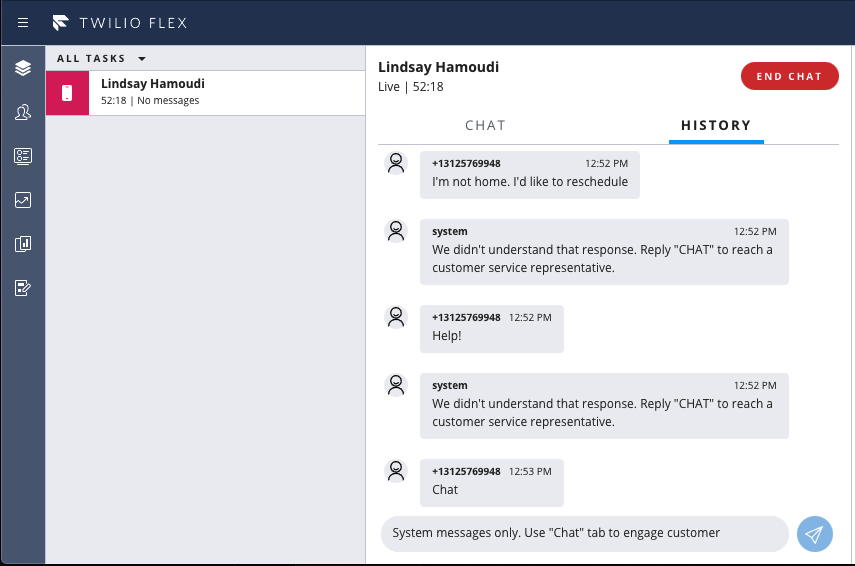 TWILIO FLEX
ALL TASKS
Lindsay Hamoudi
52:18 | No messages
Lindsay Hamoudi
Live | 52:18
END CHAT
CHAT
HISTORY
+13125769948 12:52 PM
I'm not home. I'd like to reschedule
system 12:52 PM
We didn't understand that response. Reply "CHAT" to reach a
customer service representative.
+13125769948 12:52 PM
Help!
system 12:52 PM
We didn't understand that response. Reply "CHAT" to reach a
customer service representative.
+13125769948 12:53 PM
Chat
System messages only. Use "Chat" tab to engage customer